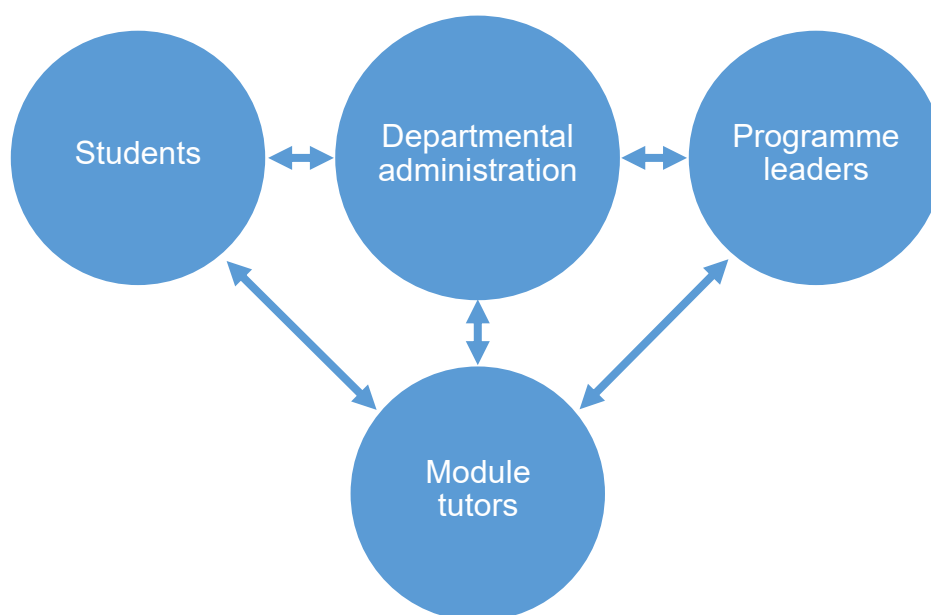 Students
Departmental
administration
Programme
leaders
Module
tutors